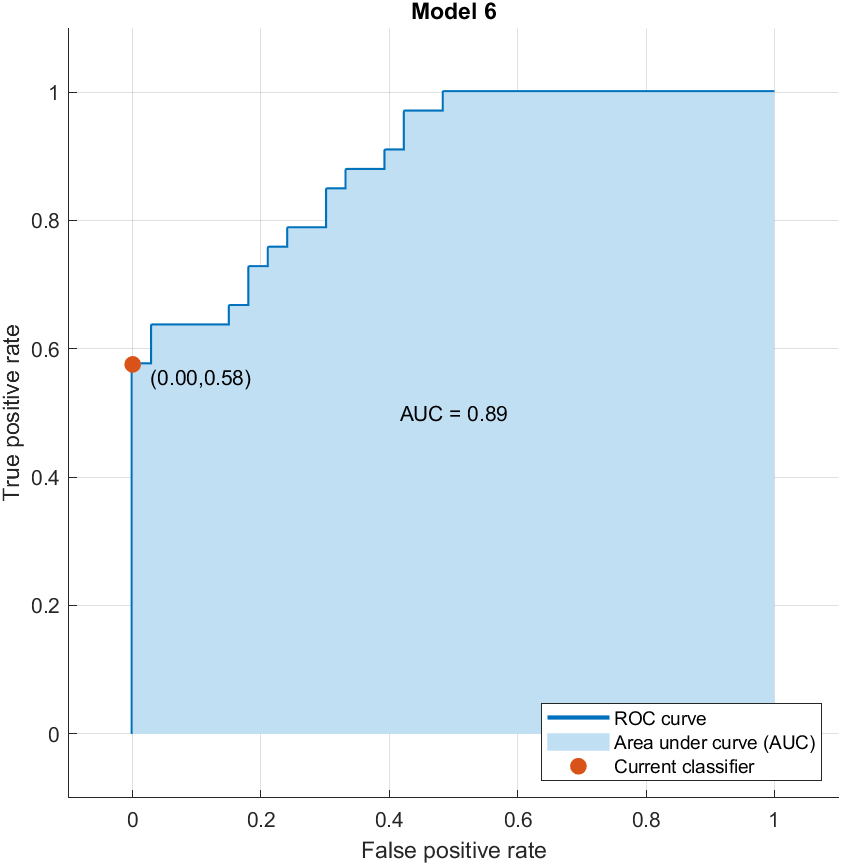 Model 6
True positive rate
1
0.8
0.6
0.4
0.2
0
(0.00,0.58)
AUC = 0.89
ROC curve
Area under curve (AUC)
Current classifier
0 0.2 0.4 0.6 0.8 1
False positive rate